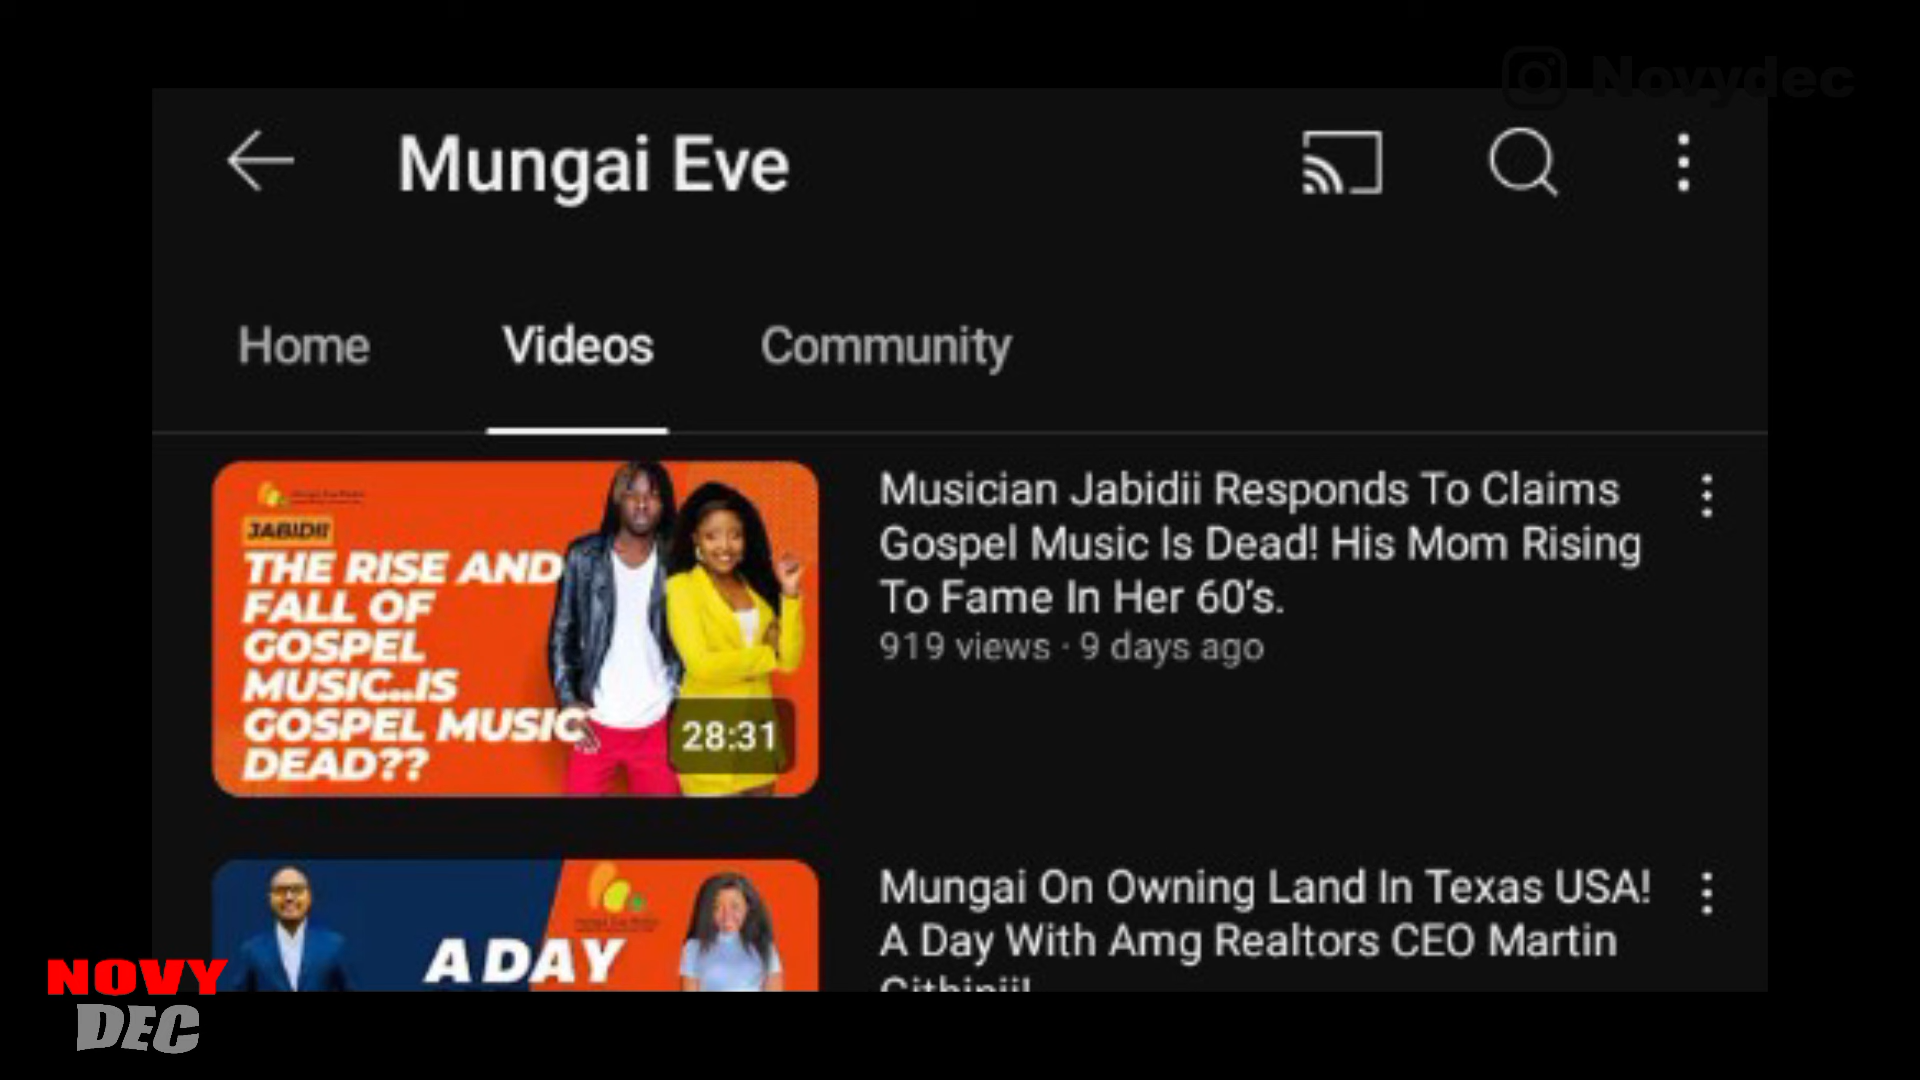 Novydec
Mungai Eve
Home
Videos
Community
JABIDII
THE RISE AND
FALL OF
GOSPEL
MUSIC..IS
GOSPEL MUSIC
DEAD??
28:31
Musician Jabidii Responds To Claims
Gospel Music Is Dead! His Mom Rising
To Fame In Her 60's.
919 views · 9 days ago
A DAY
Mungai On Owning Land In Texas USA!
A Day With Amg Realtors CEO Martin
NOVY
DEC